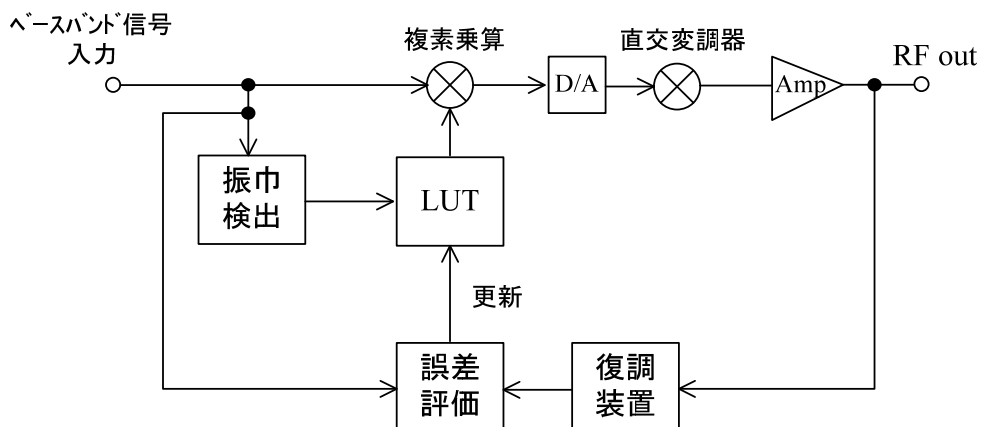 ﾍﾞｰｽﾊﾞﾝﾄﾞ信号
入力
複素乗算
直交変調器
RF out
D/A
Amp
振巾
検出
LUT
更新
誤差
評価
復調
装置